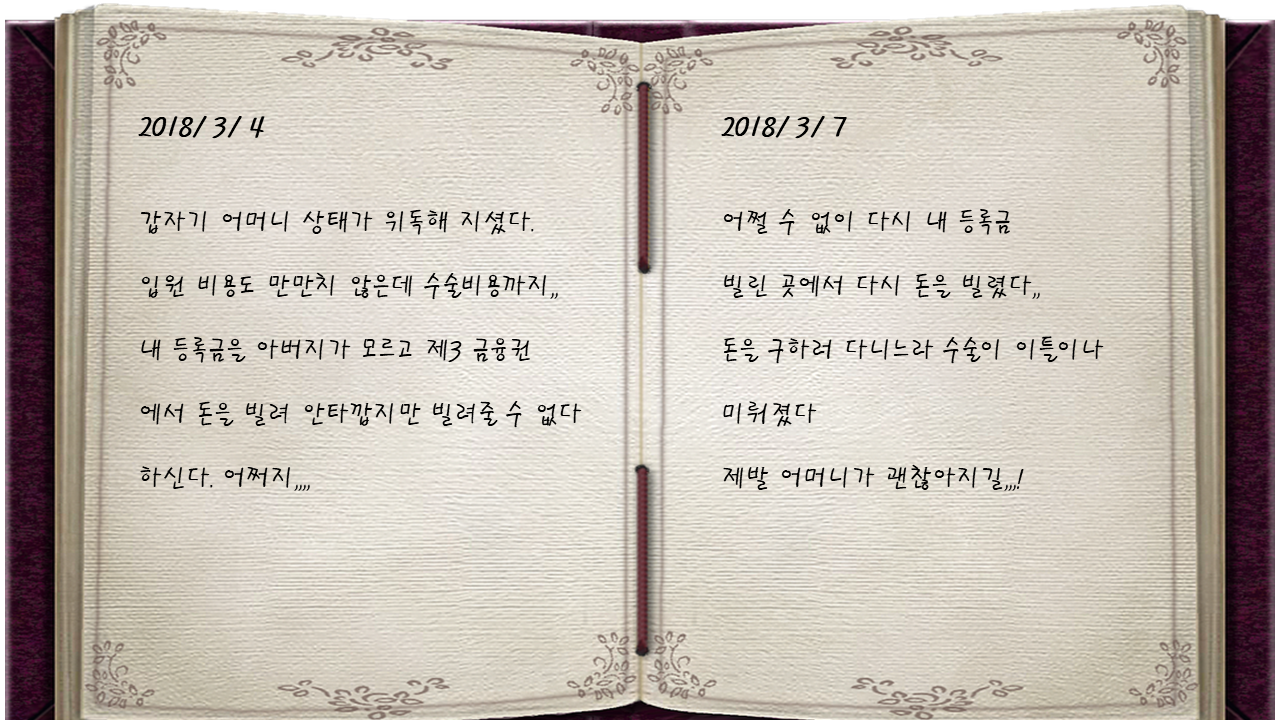 2018/ 3/ 4
갑자기 어머니 상태가 위독해 지셨다.
입원 비용도 만만치 않은데 수술비용까지,,
내 등록금을 아버지가 모르고 제3 금융권
에서 돈을 빌려 안타깝지만 빌려줄 수 없다
하신다. 어쩌지,,,,
2018/ 3/ 7
어쩔 수 없이 다시 내 등록금
빌린 곳에서 다시 돈을 빌렸다,,
돈을 구하러 다니느라 수술이 이틀이나
미뤄졌다
제발 어머니가 괜찮아지길,,,!